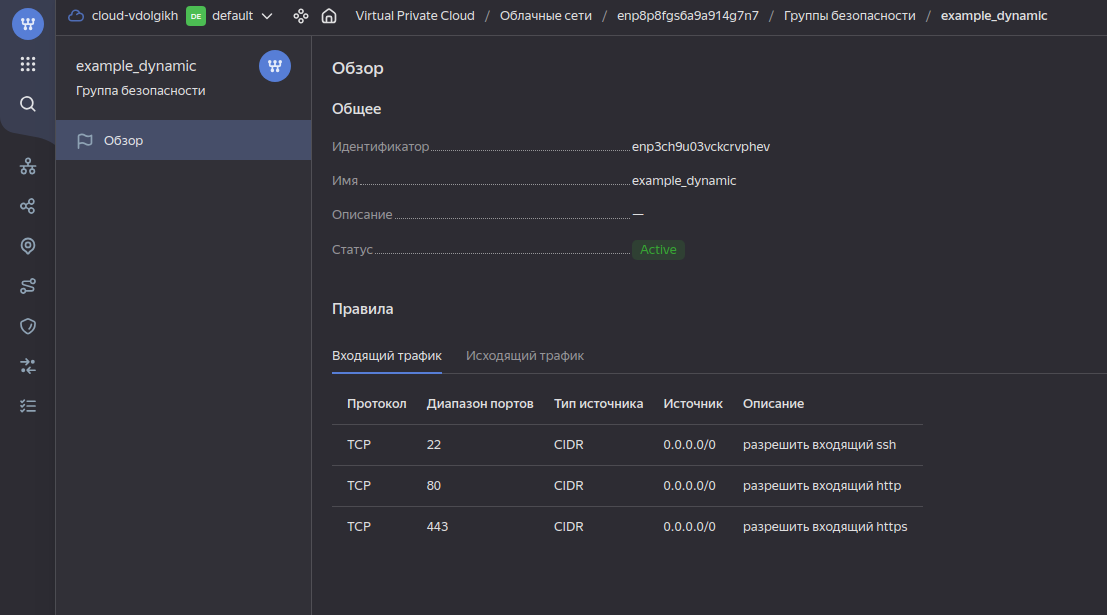 cloud-vdolgikh DE default Virtual Private Cloud / Облачные сети / enp8p8fgs6a9a914g7n7 / Группы безопасности / example_dynamic
example_dynamic
Группа безопасности
Обзор
Обзор
Общее
Идентификатор enp3ch9u03vckcrvphev
Имя example_dynamic
Описание —
Статус Active
Правила
Входящий трафик Исходящий трафик
Протокол Диапазон портов Тип источника Источник Описание
TCP 22 CIDR 0.0.0.0/0 разрешить входящий ssh
TCP 80 CIDR 0.0.0.0/0 разрешить входящий http
TCP 443 CIDR 0.0.0.0/0 разрешить входящий https